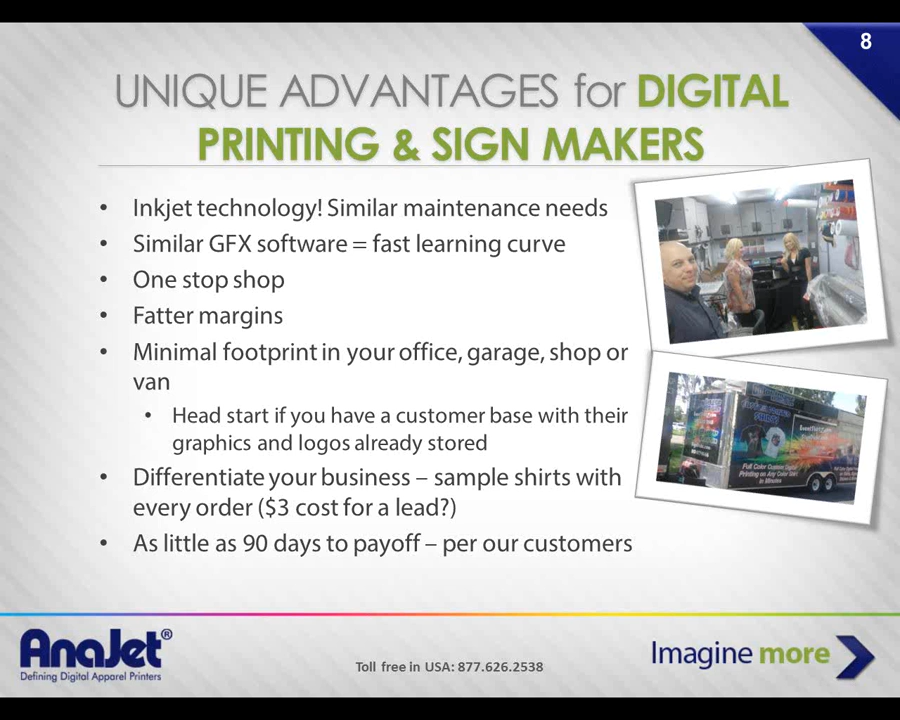 8
UNIQUE ADVANTAGES for DIGITAL
PRINTING & SIGN MAKERS
• Inkjet technology! Similar maintenance needs
• Similar GFX software = fast learning curve
• One stop shop
• Fatter margins
• Minimal footprint in your office, garage, shop or
van
• Head start if you have a customer base with their
graphics and logos already stored
• Differentiate your business – sample shirts with
every order ($3 cost for a lead?)
• As little as 90 days to payoff – per our customers
Full Color Custom Digital
Printing on Any Color Shirt
In Minutes
AnaJet®
Defining Digital Apparel Printers
Toll free in USA: 877.626.2538
Imagine more